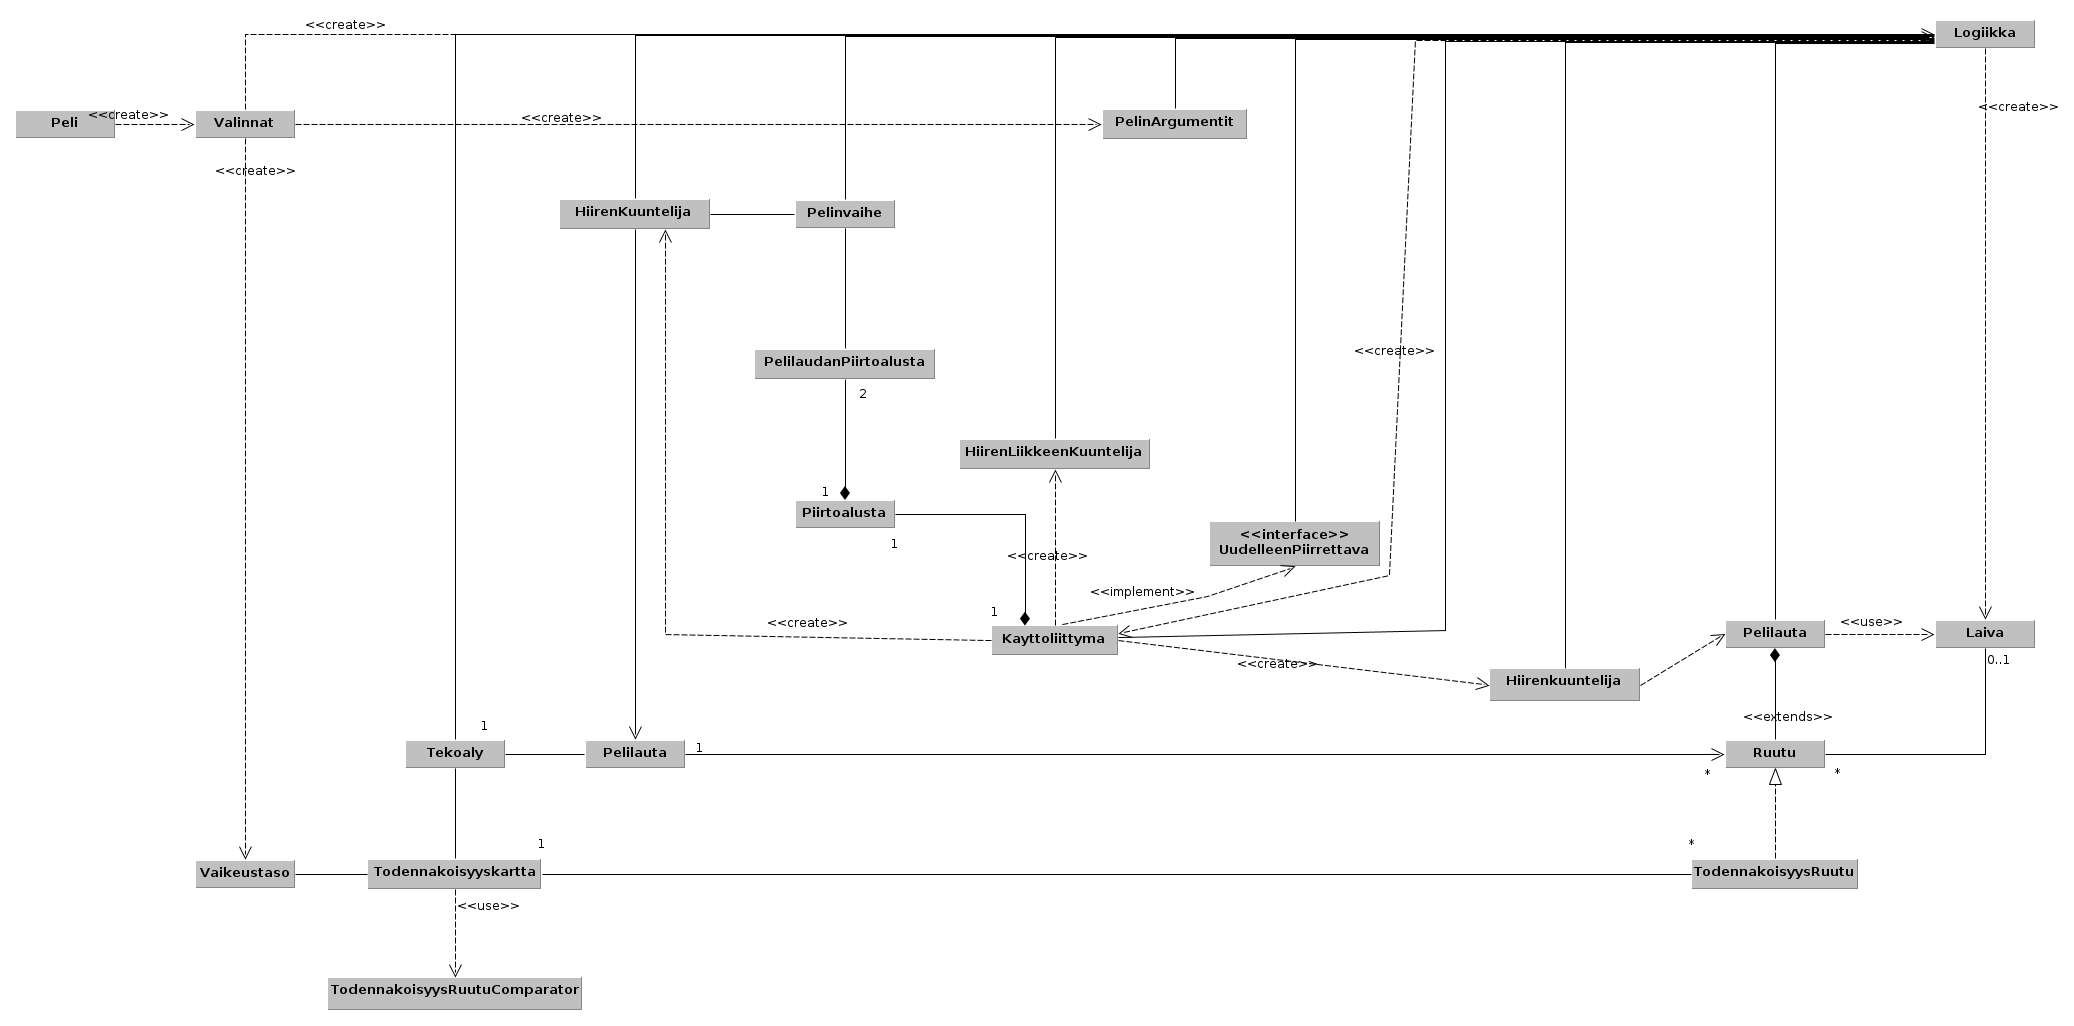 <<create>>
Logiikka
<<create>>
Peli
<<create>>
Valinnat
<<create>>
PelinArgumentit
<<create>>
HiirenKuuntelija
Pelinvaihe
<<create>>
PelilaudanPiirtoalusta
2
HiirenLiikkeenKuuntelija
1
Piirtoalusta
<<interface>>
UudelleenPiirrettava
1
<<create>>
<<implement>>
1
<<create>>
Kayttoliittyma
Pelilauta
<<use>>
Laiva
<<create>>
0..1
Hiirenkuuntelija
<<extends>>
1
Tekoaly
Pelilauta
1
Ruutu
*
*
1
*
Vaikeustaso
Todennakoisyyskartta
TodennakoisyysRuutu
<<use>>
TodennakoisyysRuutuComparator